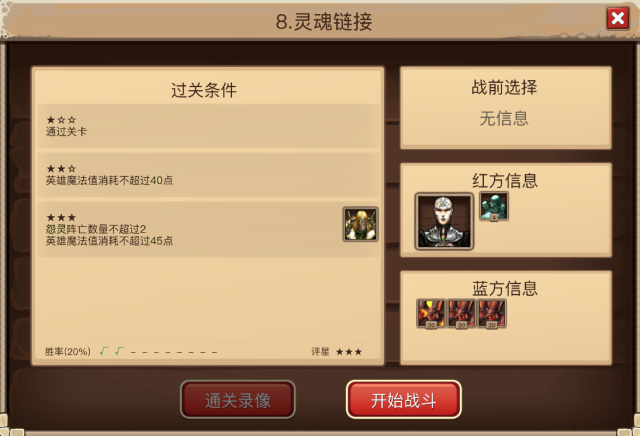 8.灵魂链接
过关条件
★☆☆
通过关卡
★★☆
英雄魔法值消耗不超过40点
★★★
怨灵阵亡数量不超过2
英雄魔法值消耗不超过45点
胜率(20%) √ √ – – – – – – – –
评星 ★★★
战前选择
无信息
红方信息
4
蓝方信息
20 20 20
通关录像
开始战斗